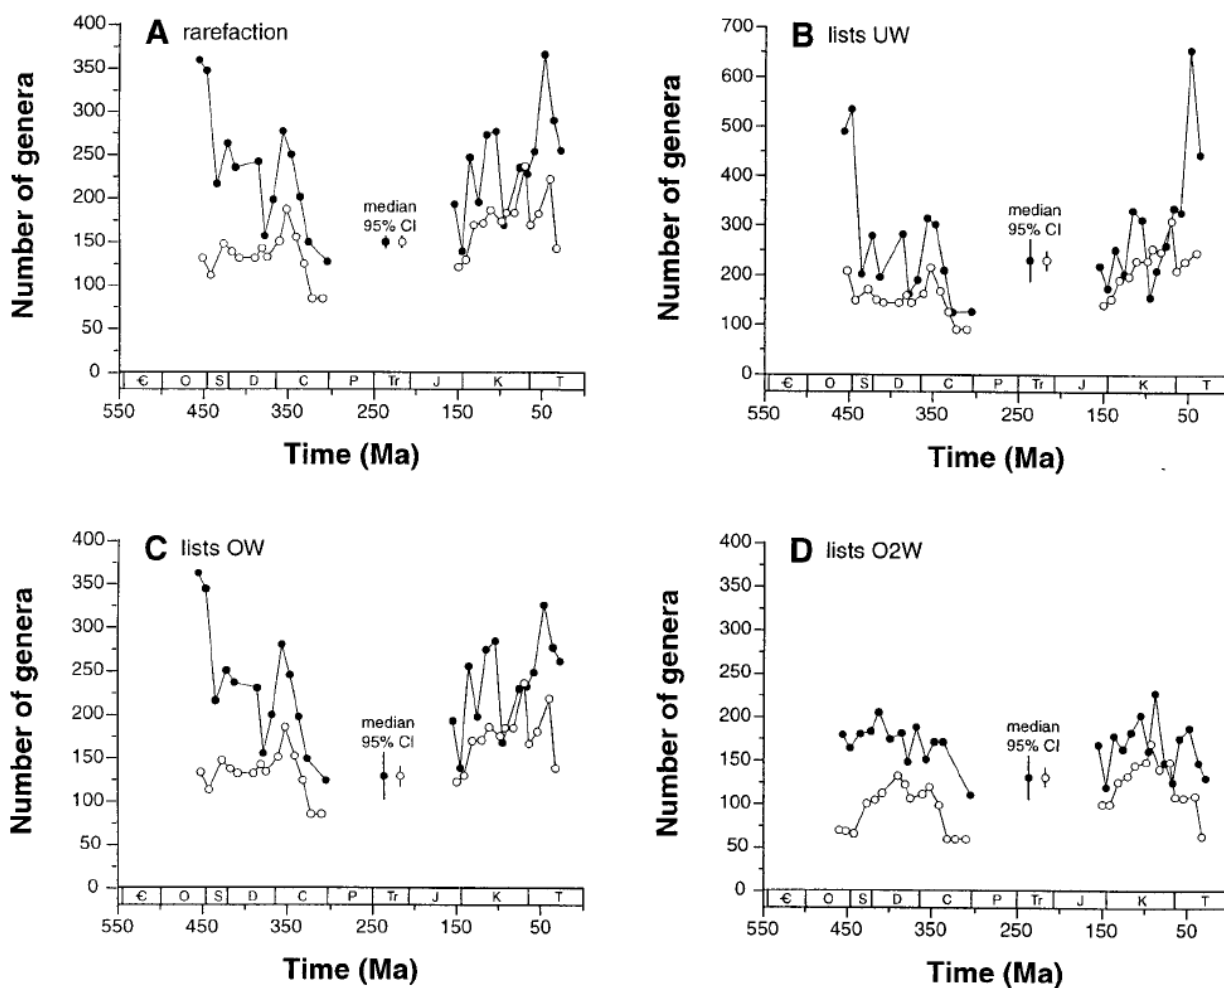 A rarefaction
400
350
300
250
200
150
100
50
0
Number of genera
median
95% CI
Є O S D C P Tr J K T
550 450 350 250 150 50
Time (Ma)
B lists UW
700
600
500
400
300
200
100
0
Number of genera
median
95% CI
Є O S D C P Tr J K T
550 450 350 250 150 50
Time (Ma)
C lists OW
400
350
300
250
200
150
100
50
0
Number of genera
median
95% CI
Є O S D C P Tr J K T
550 450 350 250 150 50
Time (Ma)
D lists O2W
400
350
300
250
200
150
100
50
0
Number of genera
median
95% CI
Є O S D C P Tr J K T
550 450 350 250 150 50
Time (Ma)